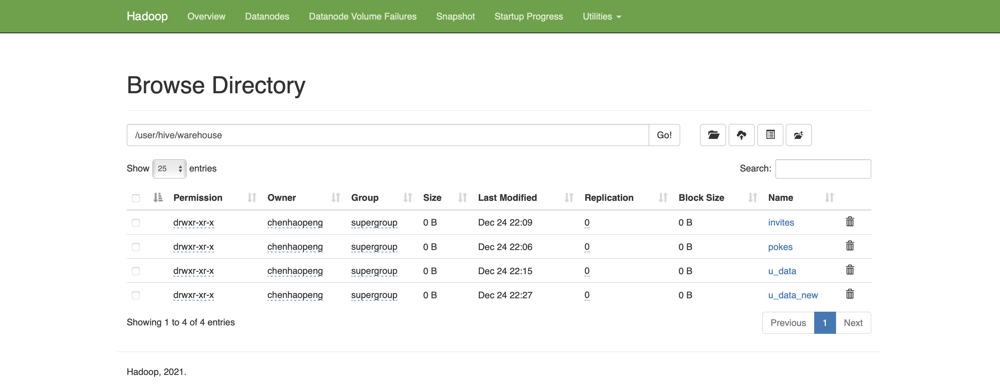 Hadoop Overview Datanodes Datanode Volume Failures Snapshot Startup Progress Utilities
Browse Directory
/user/hive/warehouse Go!
Show 25 entries Search:
Permission Owner Group Size Last Modified Replication Block Size Name
drwxr-xr-x chenhaopeng supergroup 0 B Dec 24 22:09 0 0 B invites
drwxr-xr-x chenhaopeng supergroup 0 B Dec 24 22:06 0 0 B pokes
drwxr-xr-x chenhaopeng supergroup 0 B Dec 24 22:15 0 0 B u_data
drwxr-xr-x chenhaopeng supergroup 0 B Dec 24 22:27 0 0 B u_data_new
Showing 1 to 4 of 4 entries Previous 1 Next
Hadoop, 2021.